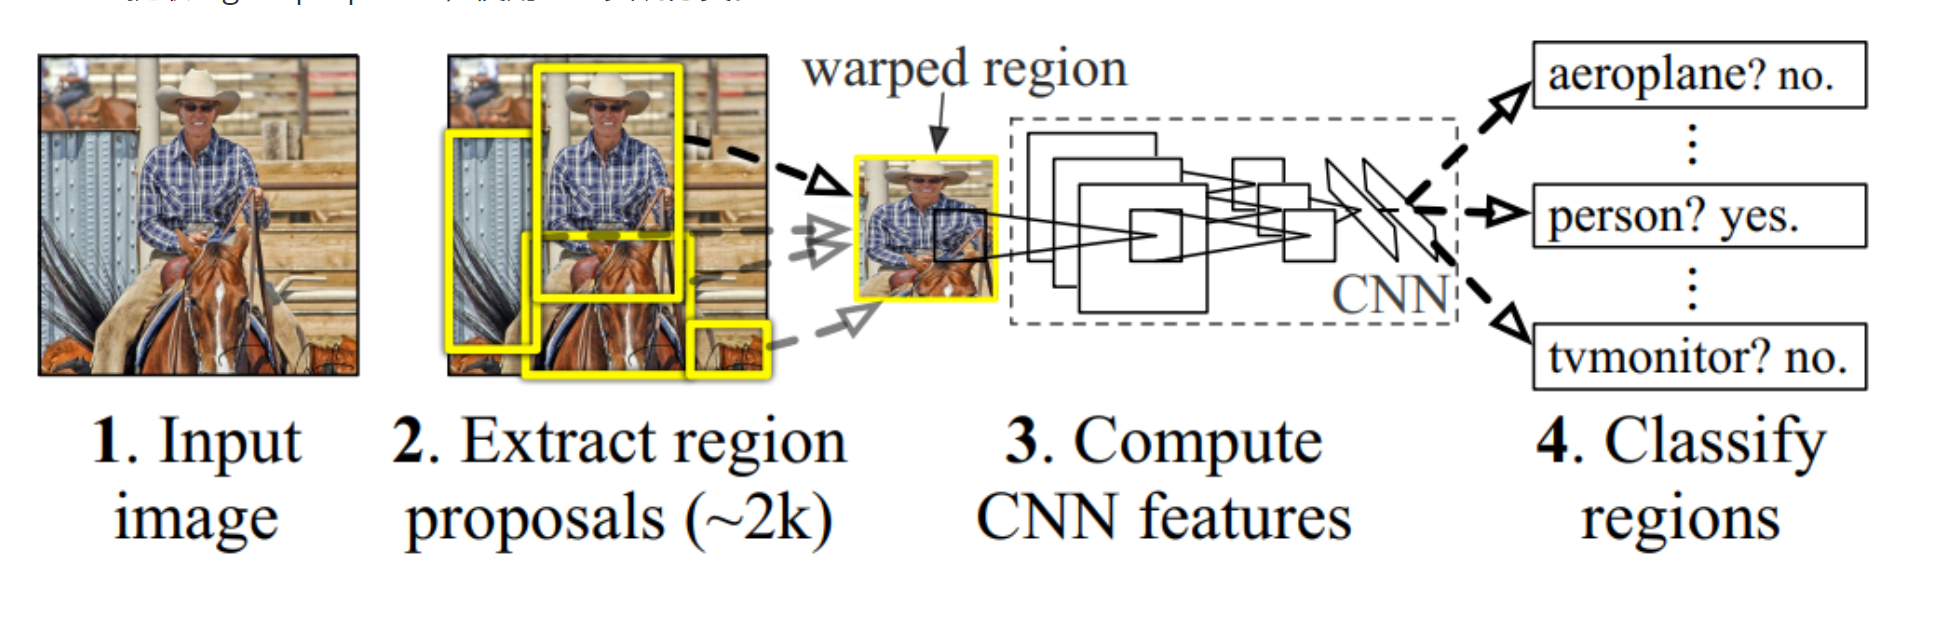 warped region
aeroplane? no.
person? yes.
CNN
tvmonitor? no.
1. Input
image
2. Extract region
proposals (~2k)
3. Compute
CNN features
4. Classify
regions